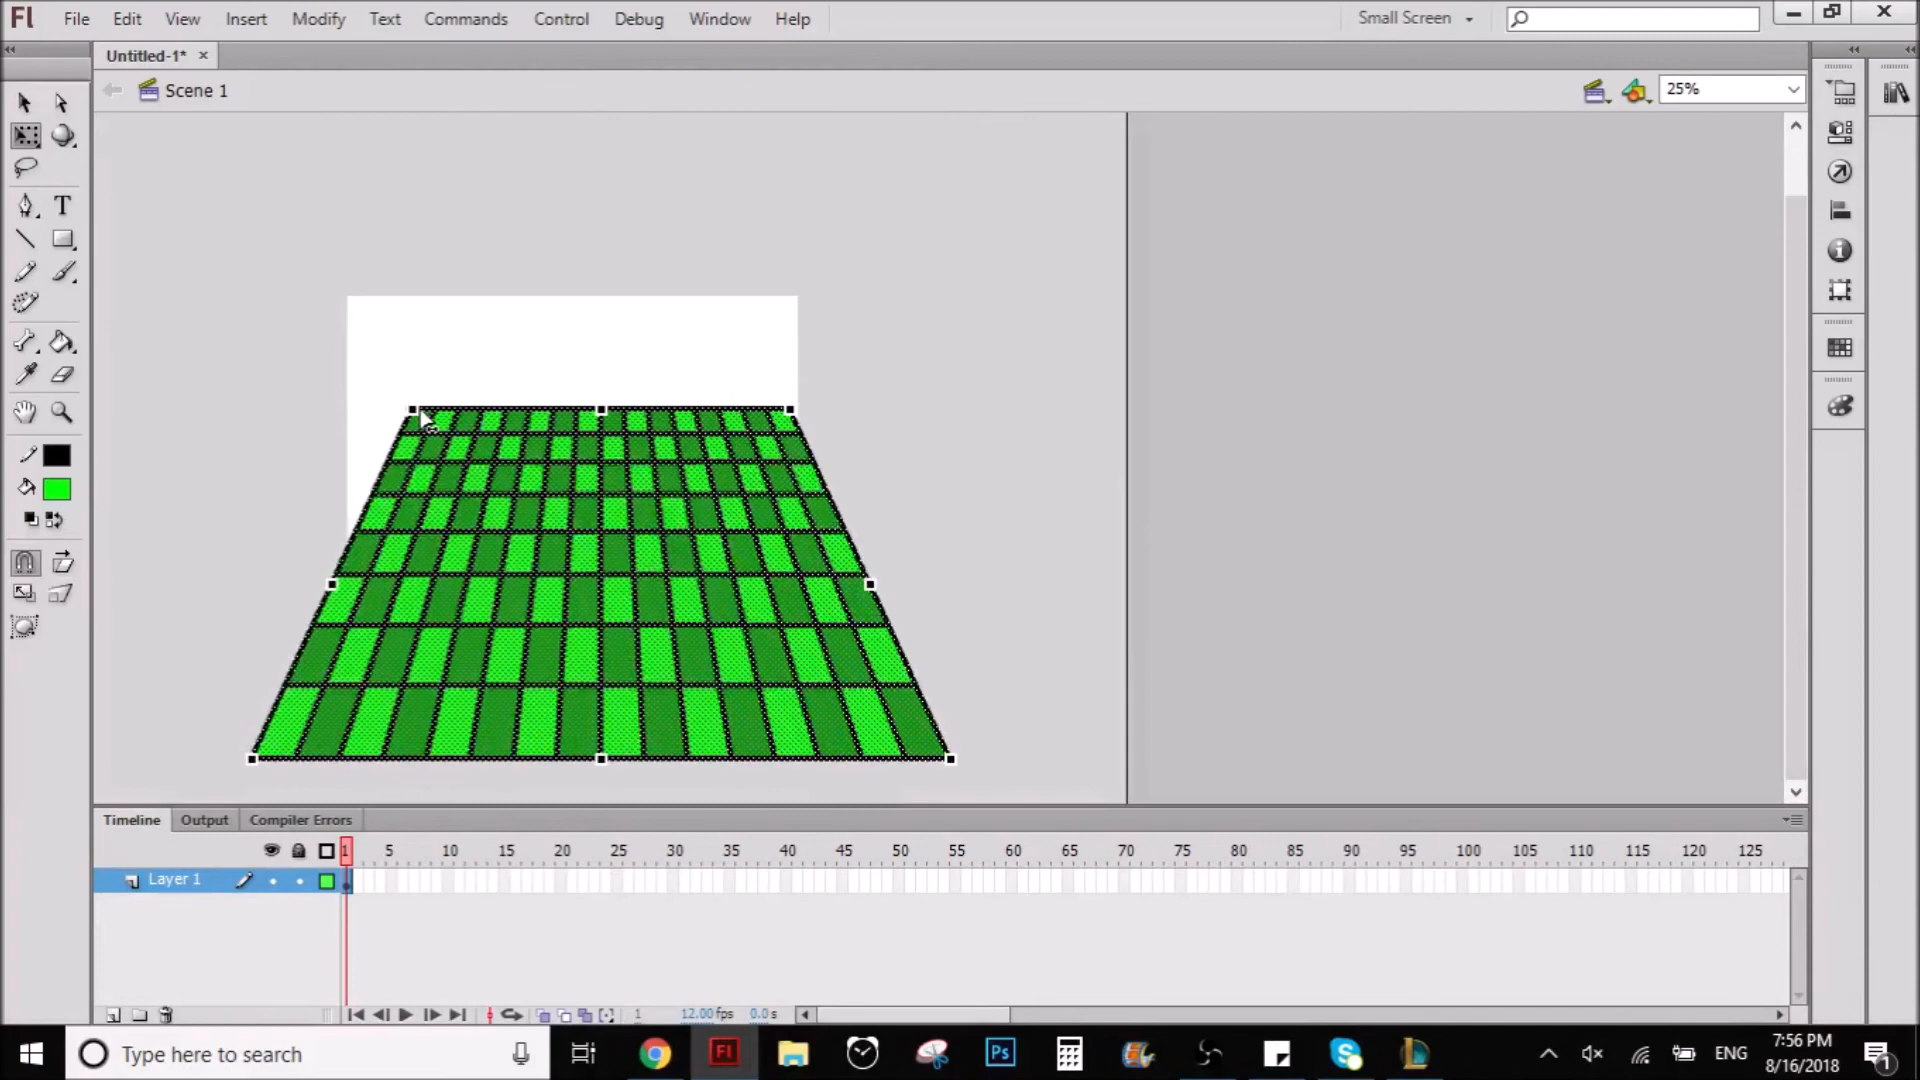 Fl File Edit View Insert Modify Text Commands Control Debug Window Help Small Screen
Untitled-1* ×
Scene 1 25%
T
Timeline Output Compiler Errors
1 5 10 15 20 25 30 35 40 45 50 55 60 65 70 75 80 85 90 95 100 105 110 115 120 125
Layer 1
1 12.00 fps 0.0 s
Type here to search Fl Ps ENG 7:56 PM
8/16/2018 1